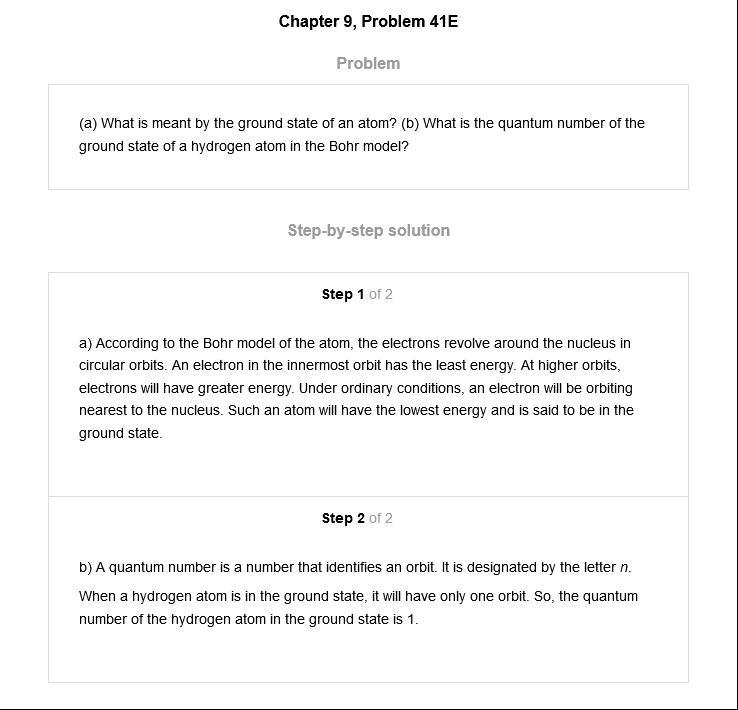 Chapter 9, Problem 41E
Problem
(a) What is meant by the ground state of an atom? (b) What is the quantum number of the
ground state of a hydrogen atom in the Bohr model?
Step-by-step solution
Step 1 of 2
a) According to the Bohr model of the atom, the electrons revolve around the nucleus in
circular orbits. An electron in the innermost orbit has the least energy. At higher orbits,
electrons will have greater energy. Under ordinary conditions, an electron will be orbiting
nearest to the nucleus. Such an atom will have the lowest energy and is said to be in the
ground state.
Step 2 of 2
b) A quantum number is a number that identifies an orbit. It is designated by the letter n.
When a hydrogen atom is in the ground state, it will have only one orbit. So, the quantum
number of the hydrogen atom in the ground state is 1.